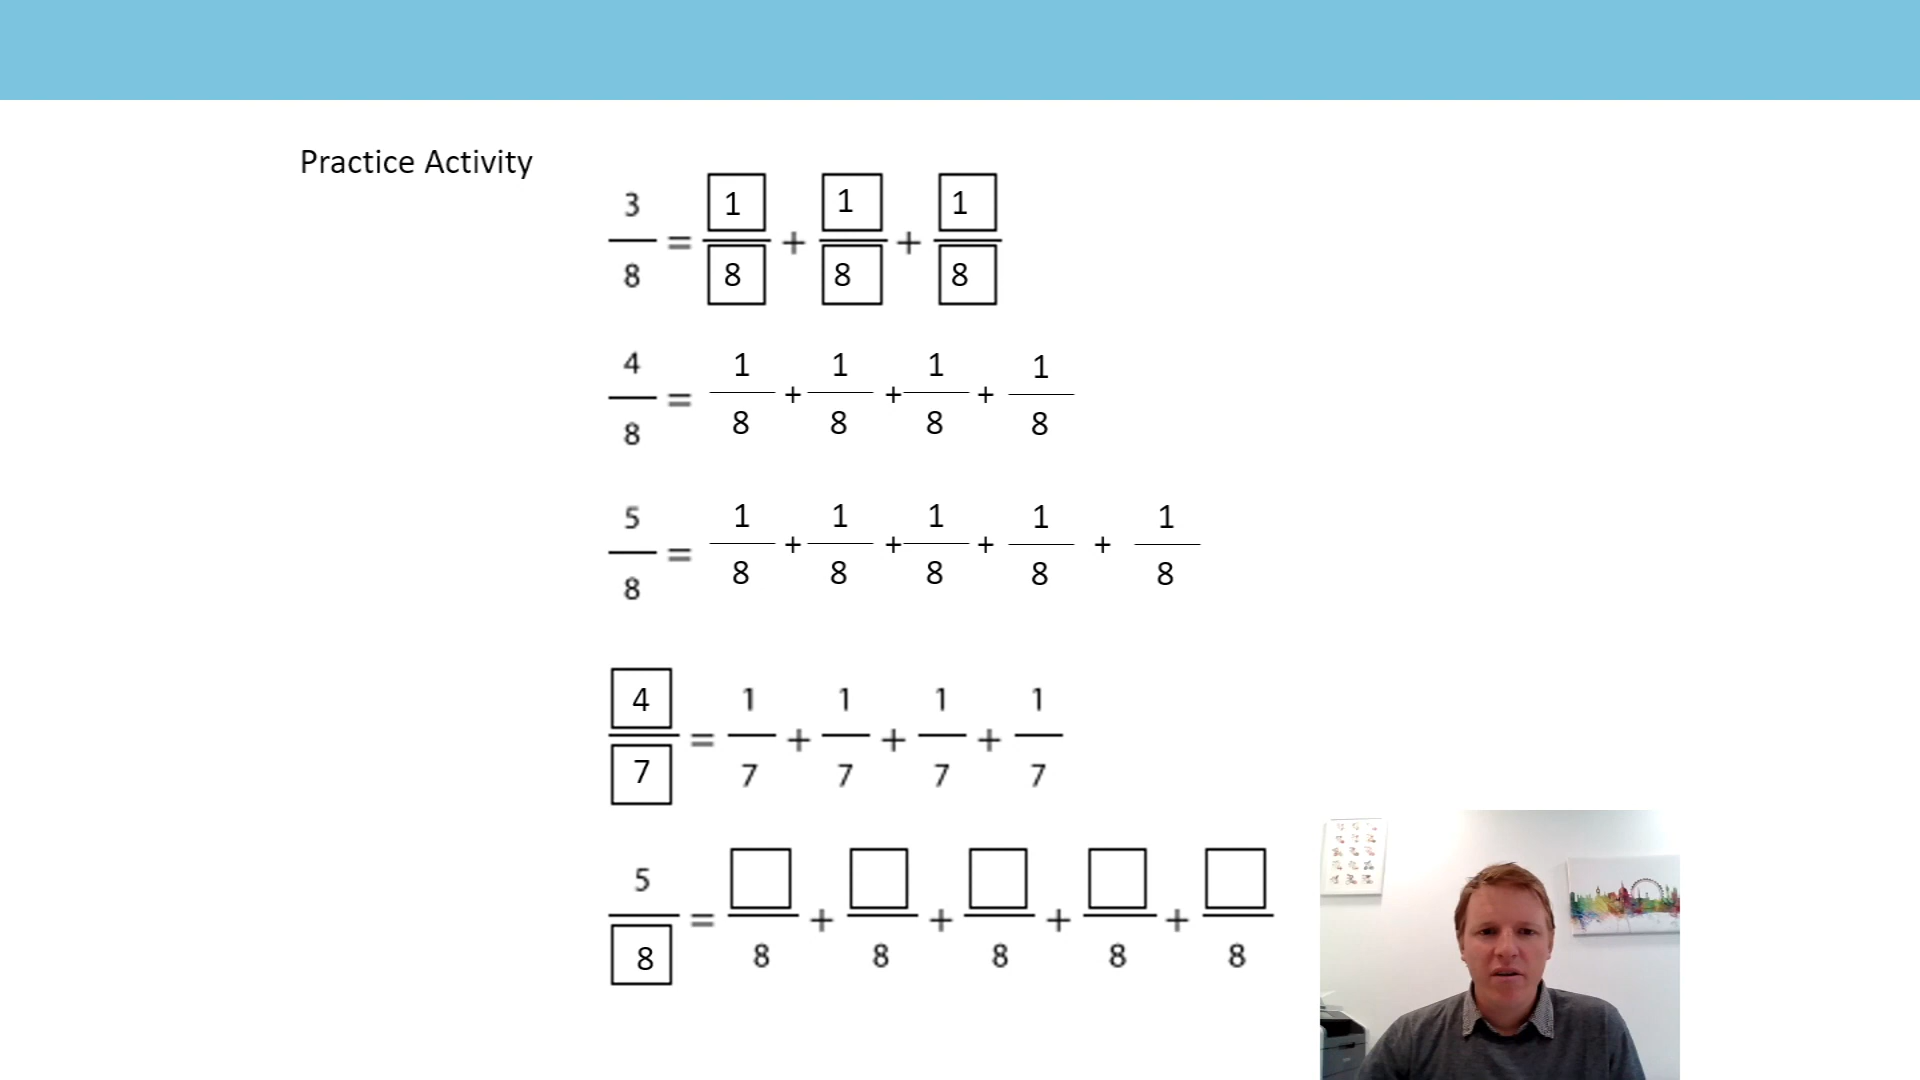 Practice Activity
3/8 = 1/8 + 1/8 + 1/8
4/8 = 1/8 + 1/8 + 1/8 + 1/8
5/8 = 1/8 + 1/8 + 1/8 + 1/8 + 1/8
4/7 = 1/7 + 1/7 + 1/7 + 1/7
5/8 = □/8 + □/8 + □/8 + □/8 + □/8